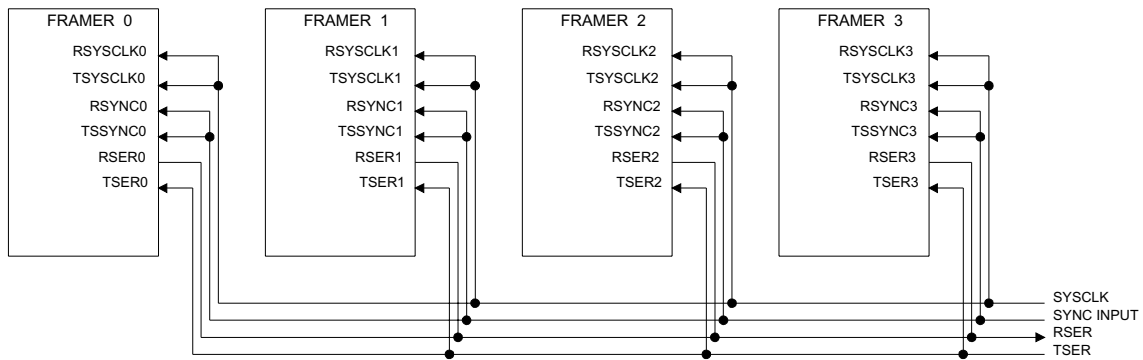 FRAMER 0
RSYSCLK0
TSYSCLK0
RSYNC0
TSSYNC0
RSER0
TSER0
FRAMER 1
RSYSCLK1
TSYSCLK1
RSYNC1
TSSYNC1
RSER1
TSER1
FRAMER 2
RSYSCLK2
TSYSCLK2
RSYNC2
TSSYNC2
RSER2
TSER2
FRAMER 3
RSYSCLK3
TSYSCLK3
RSYNC3
TSSYNC3
RSER3
TSER3
SYSCLK
SYNC INPUT
RSER
TSER